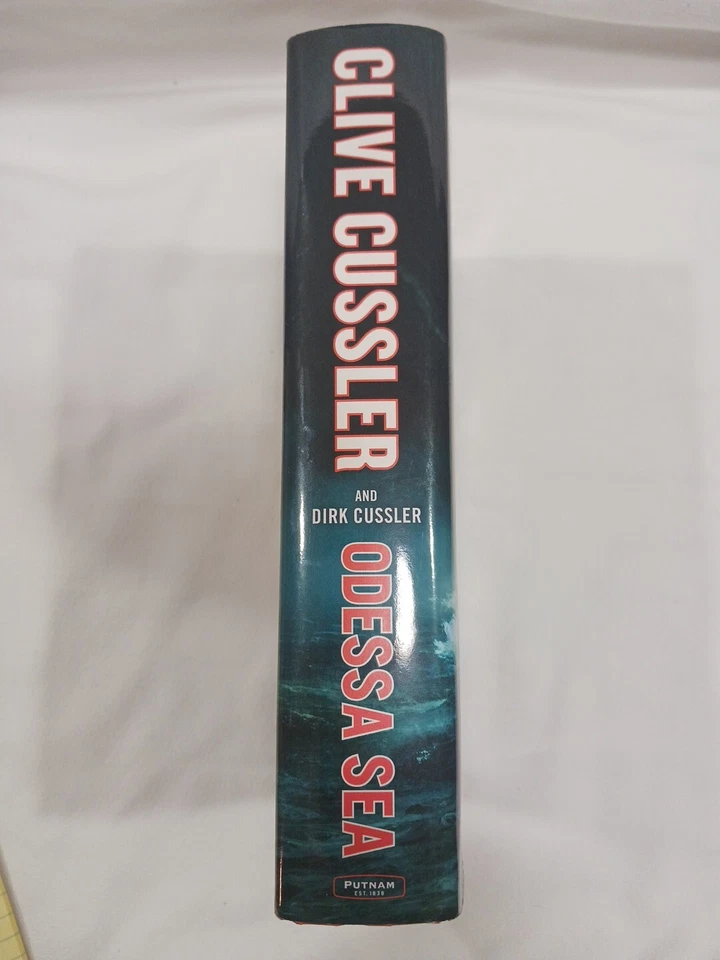 CLIVE CUSSLER
AND
DIRK CUSSLER
ODESSA SEA
PUTNAM
EST. 1838